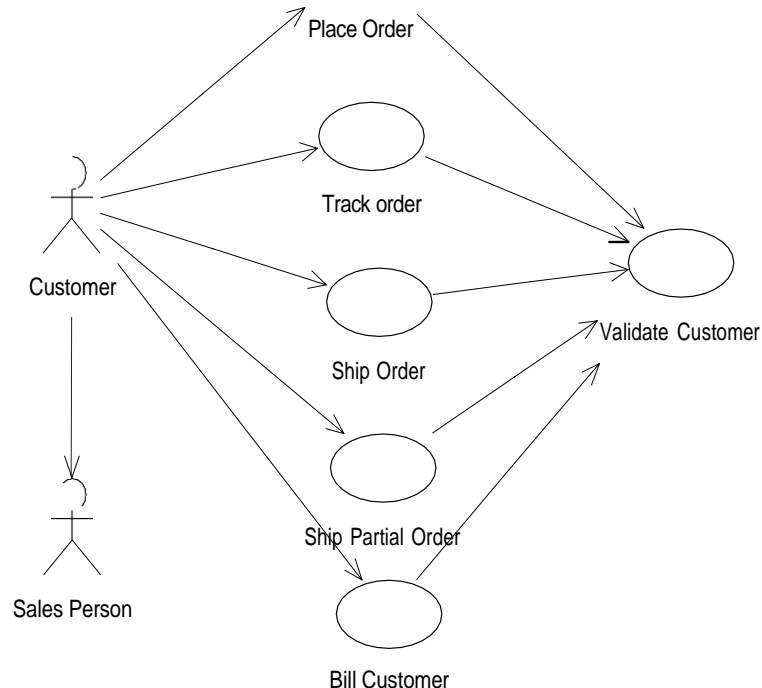 Place Order
Track order
Customer
Validate Customer
Ship Order
Ship Partial Order
Sales Person
Bill Customer